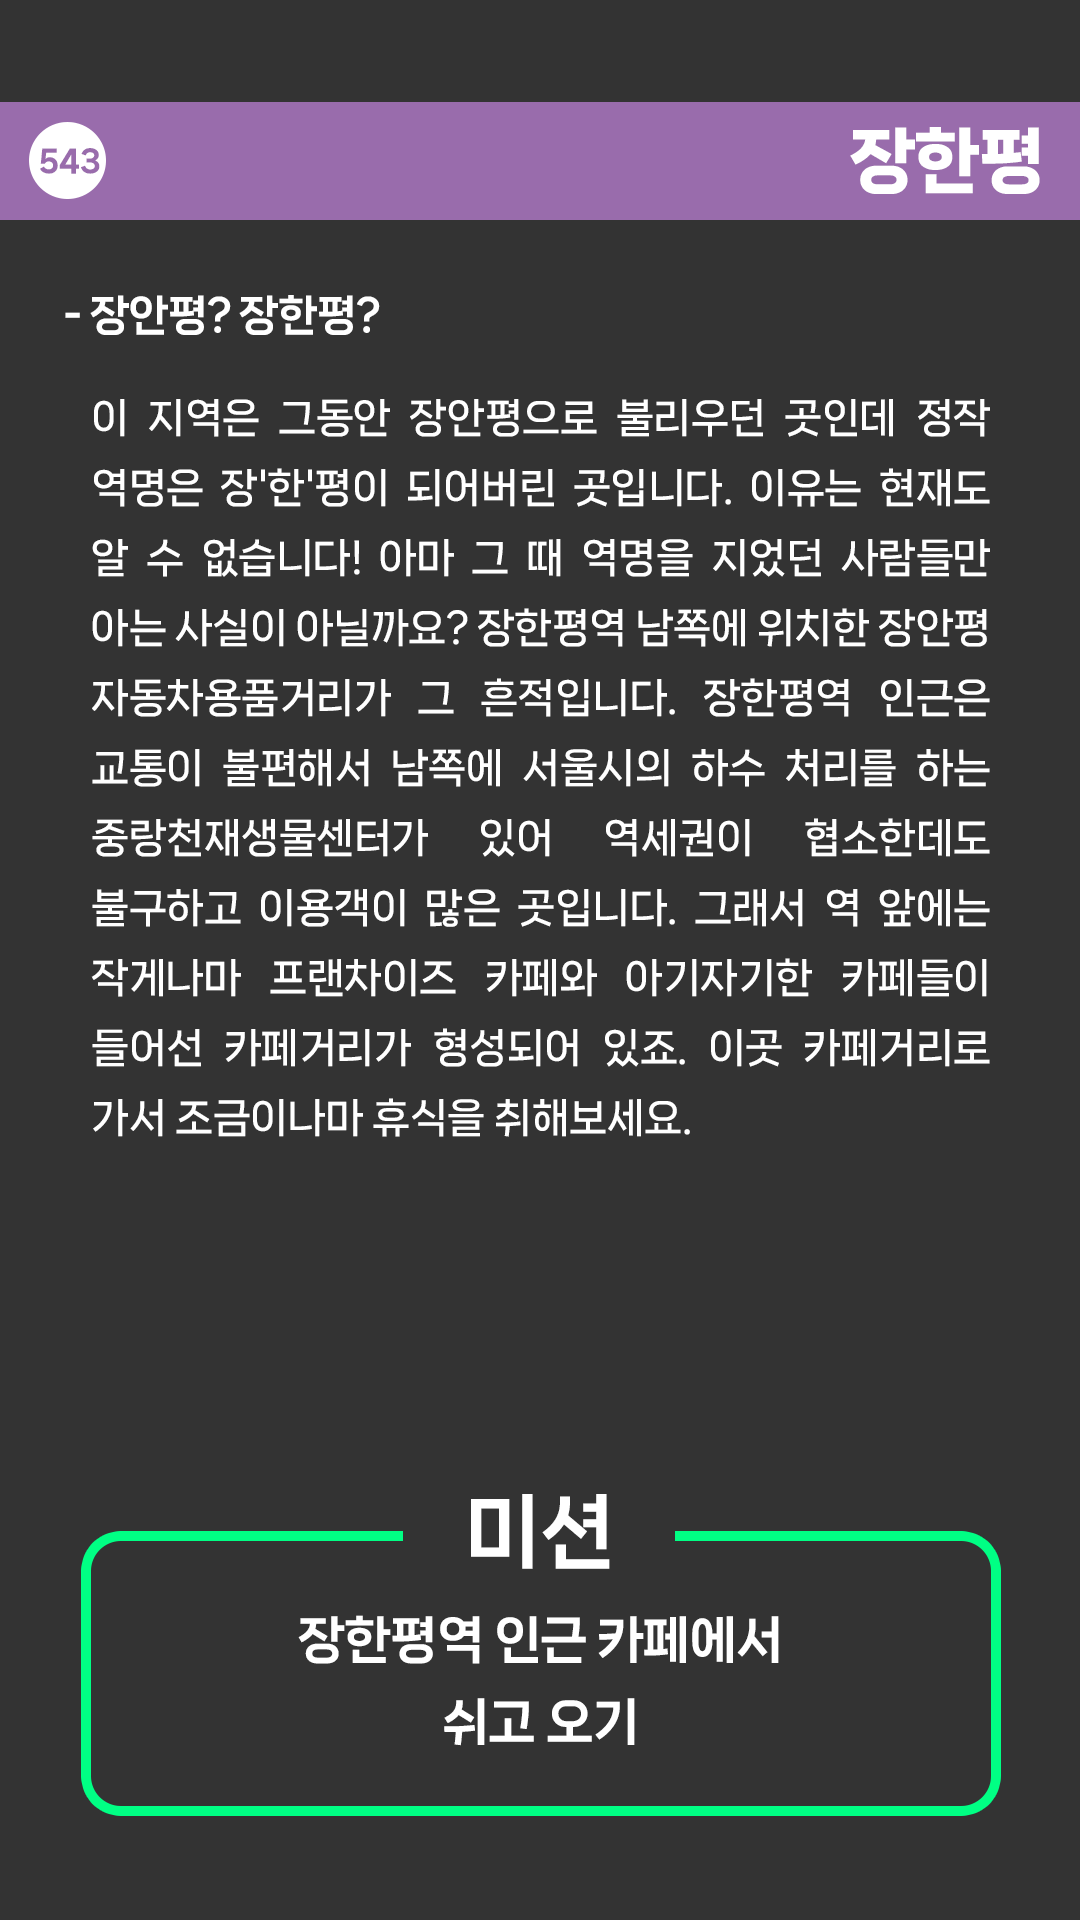 543
장한평
- 장안평? 장한평?
이 지역은 그동안 장안평으로 불리우던 곳인데 정작
역명은 장'한'평이 되어버린 곳입니다. 이유는 현재도
알 수 없습니다! 아마 그 때 역명을 지었던 사람들만
아는 사실이 아닐까요? 장한평역 남쪽에 위치한 장안평
자동차용품거리가 그 흔적입니다. 장한평역 인근은
교통이 불편해서 남쪽에 서울시의 하수 처리를 하는
중랑천재생물센터가 있어 역세권이 협소한데도
불구하고 이용객이 많은 곳입니다. 그래서 역 앞에는
작게나마 프랜차이즈 카페와 아기자기한 카페들이
들어선 카페거리가 형성되어 있죠. 이곳 카페거리로
가서 조금이나마 휴식을 취해보세요.
미션
장한평역 인근 카페에서
쉬고 오기